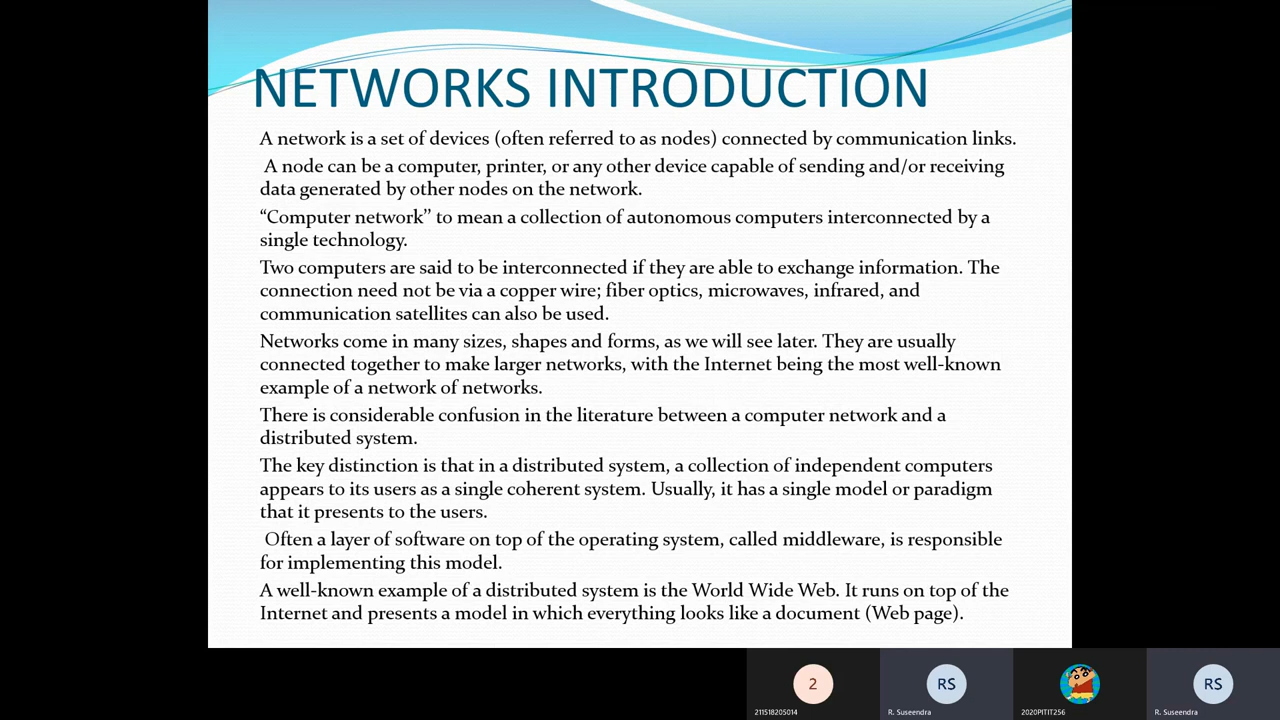 NETWORKS INTRODUCTION
A network is a set of devices (often referred to as nodes) connected by communication links.
A node can be a computer, printer, or any other device capable of sending and/or receiving
data generated by other nodes on the network.
“Computer network” to mean a collection of autonomous computers interconnected by a
single technology.
Two computers are said to be interconnected if they are able to exchange information. The
connection need not be via a copper wire; fiber optics, microwaves, infrared, and
communication satellites can also be used.
Networks come in many sizes, shapes and forms, as we will see later. They are usually
connected together to make larger networks, with the Internet being the most well-known
example of a network of networks.
There is considerable confusion in the literature between a computer network and a
distributed system.
The key distinction is that in a distributed system, a collection of independent computers
appears to its users as a single coherent system. Usually, it has a single model or paradigm
that it presents to the users.
Often a layer of software on top of the operating system, called middleware, is responsible
for implementing this model.
A well-known example of a distributed system is the World Wide Web. It runs on top of the
Internet and presents a model in which everything looks like a document (Web page).
2 RS RS
211518205014 R. Suseendra 2020PITIT256 R. Suseendra